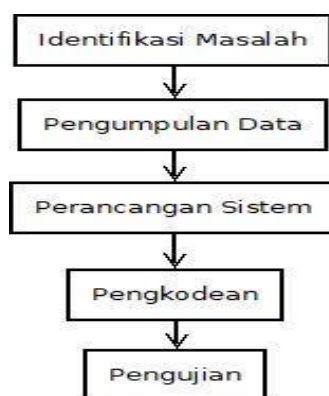 Identifikasi Masalah
Pengumpulan Data
Perancangan Sistem
Pengkodean
Pengujian